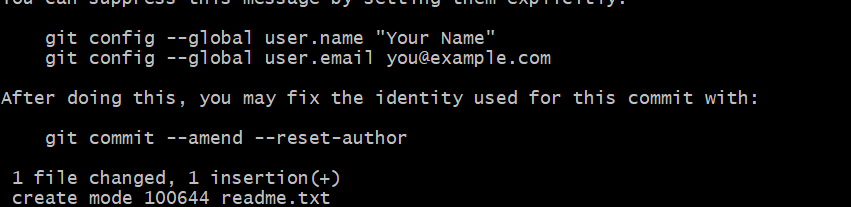 You can suppress this message by setting them explicitly:
git config --global user.name "Your Name"
git config --global user.email you@example.com
After doing this, you may fix the identity used for this commit with:
git commit --amend --reset-author
1 file changed, 1 insertion(+)
create mode 100644 readme.txt